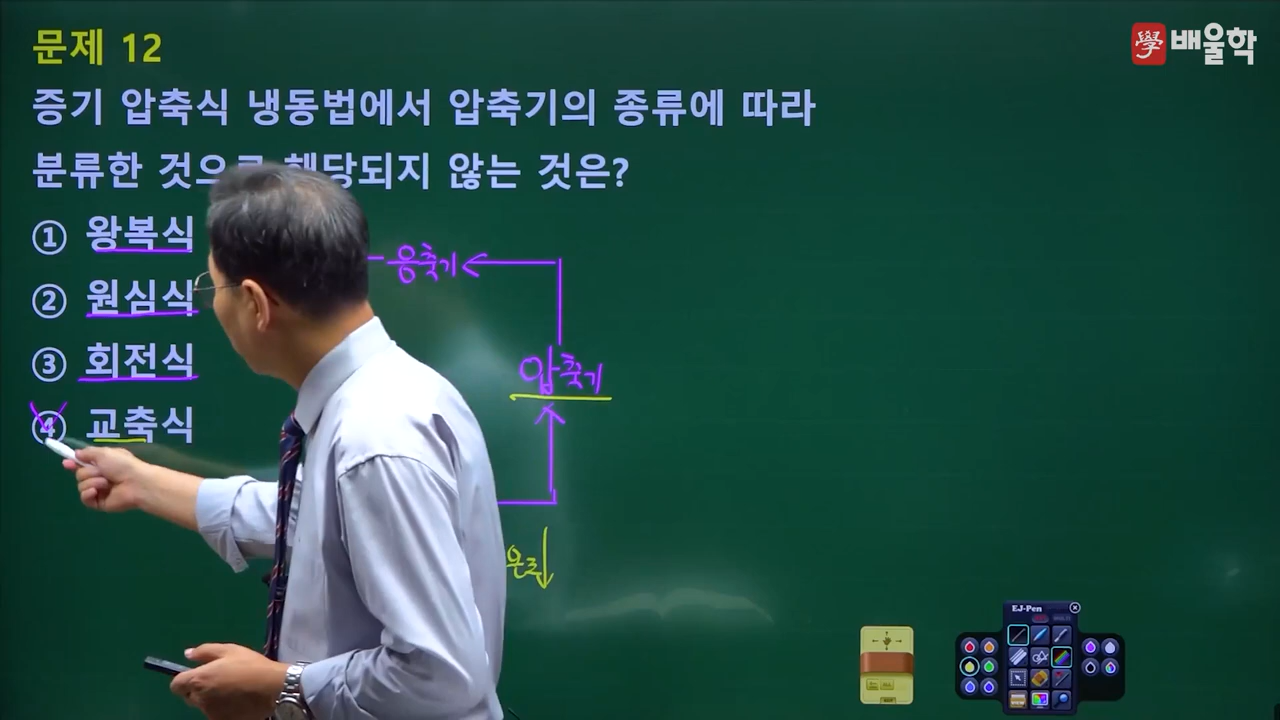 문제 12
學 배울학
증기 압축식 냉동법에서 압축기의 종류에 따라
분류한 것으로 해당되지 않는 것은?
① 왕복식
② 원심식
③ 회전식
④ 교축식
응축기
압축기
EJ-Pen